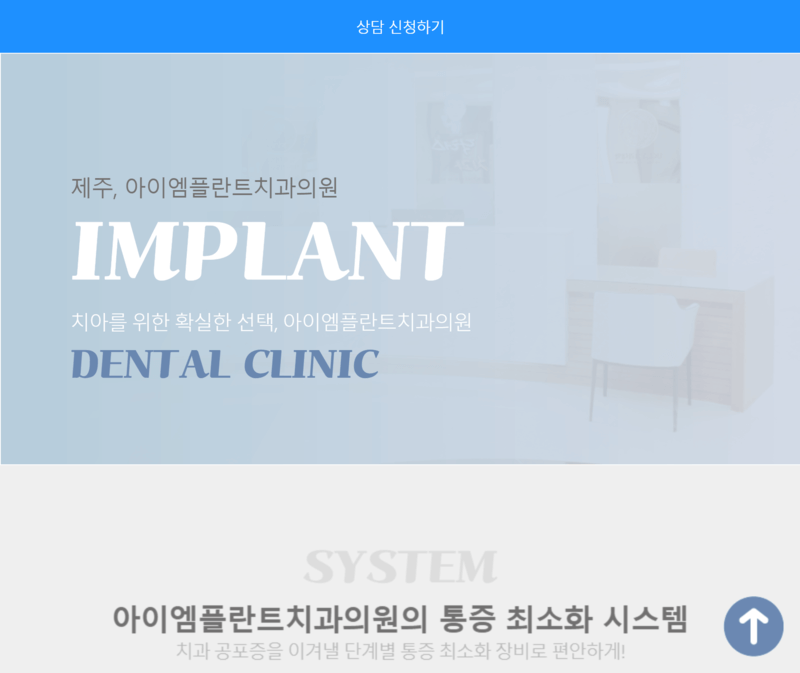 상담 신청하기
제주, 아이엠플란트치과의원
IMPLANT
치아를 위한 확실한 선택, 아이엠플란트치과의원
DENTAL CLINIC
SYSTEM
아이엠플란트치과의원의 통증 최소화 시스템
치과 공포증을 이겨낼 단계별 통증 최소화 장비로 편안하게!